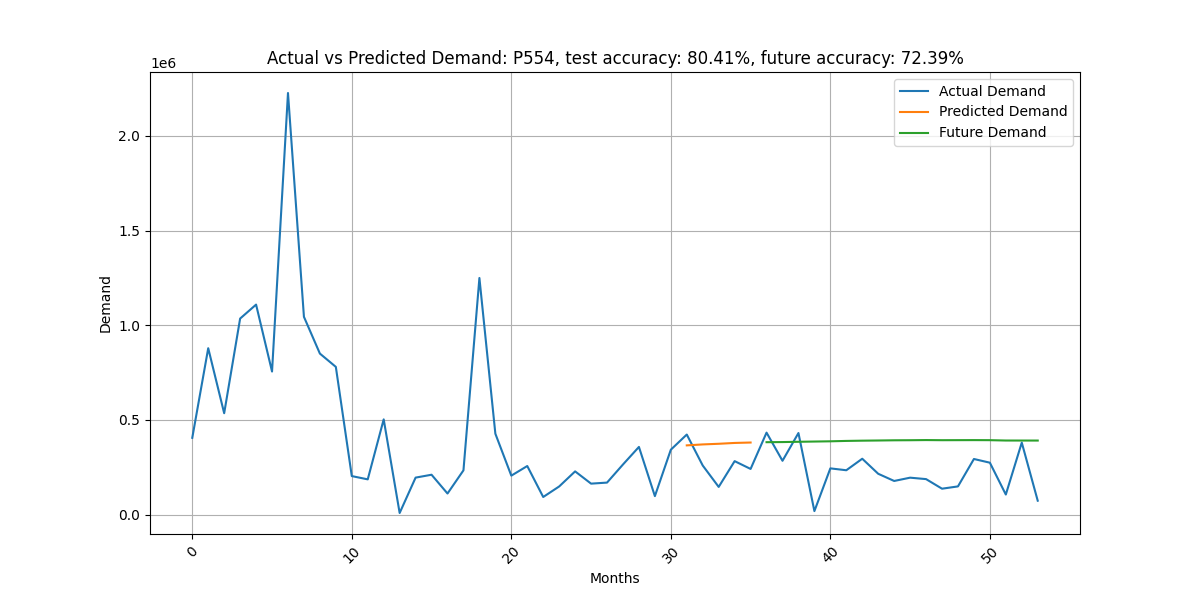 Actual vs Predicted Demand: P554, test accuracy: 80.41%, future accuracy: 72.39%
1e6
Actual Demand
Predicted Demand
Future Demand
2.0
1.5
1.0
0.5
0.0
Demand
0 10 20 30 40 50
Months